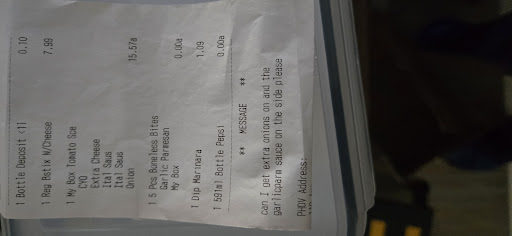 1 Bottle Deposit <1l 0.10
1 Reg Bstix W/Cheese 7.99
1 My Box Tomato Sce
CYO
Extra Cheese
Ital Saus
Ital Saus
Onion 15.57a
1 5 Pcs Boneless Bites
Garlic Parmesan
My Box 0.00a
1 Dip Marinara 1.09
1 591ml Bottle Pepsi 0.00a
** MESSAGE **
can I get extra onions on and the
garlicparm sauce on the side please
PHDV Address: